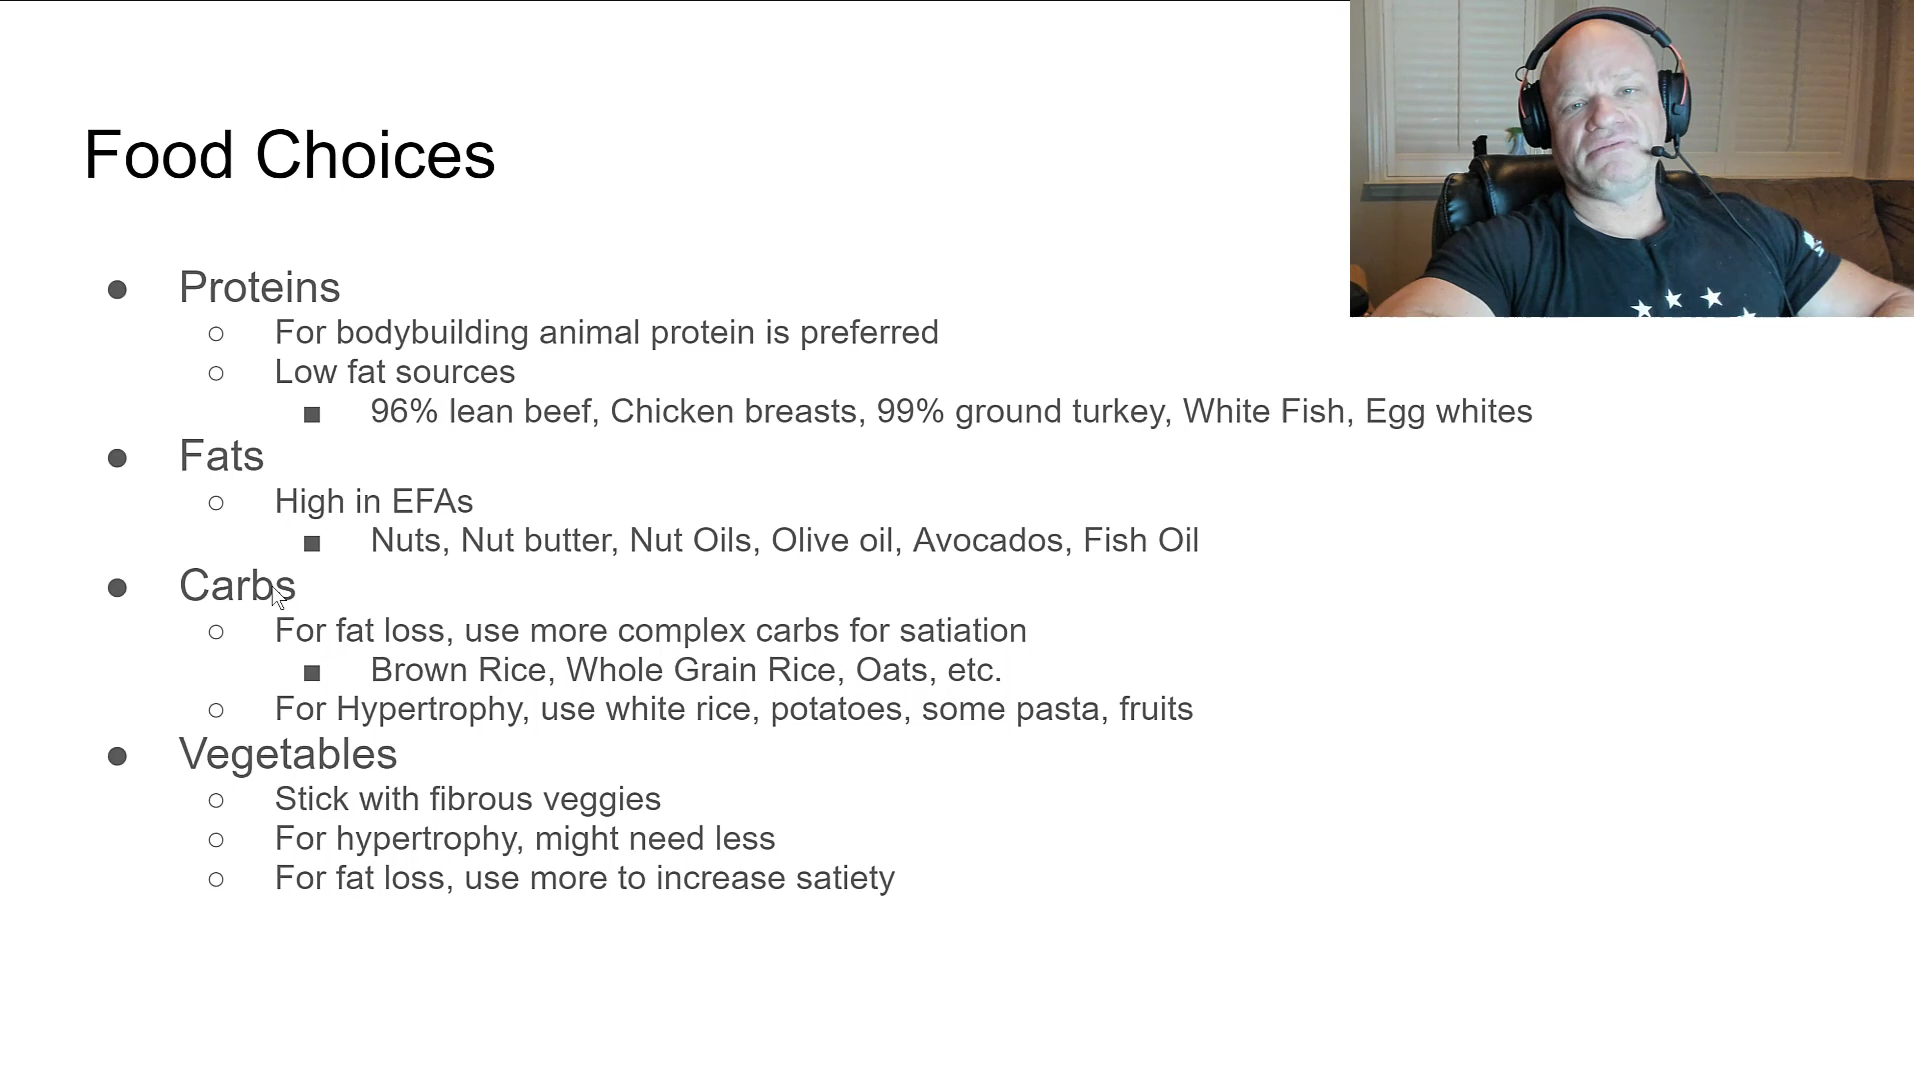 Food Choices
Proteins
For bodybuilding animal protein is preferred
Low fat sources
96% lean beef, Chicken breasts, 99% ground turkey, White Fish, Egg whites
Fats
High in EFAs
Nuts, Nut butter, Nut Oils, Olive oil, Avocados, Fish Oil
Carbs
For fat loss, use more complex carbs for satiation
Brown Rice, Whole Grain Rice, Oats, etc.
For Hypertrophy, use white rice, potatoes, some pasta, fruits
Vegetables
Stick with fibrous veggies
For hypertrophy, might need less
For fat loss, use more to increase satiety